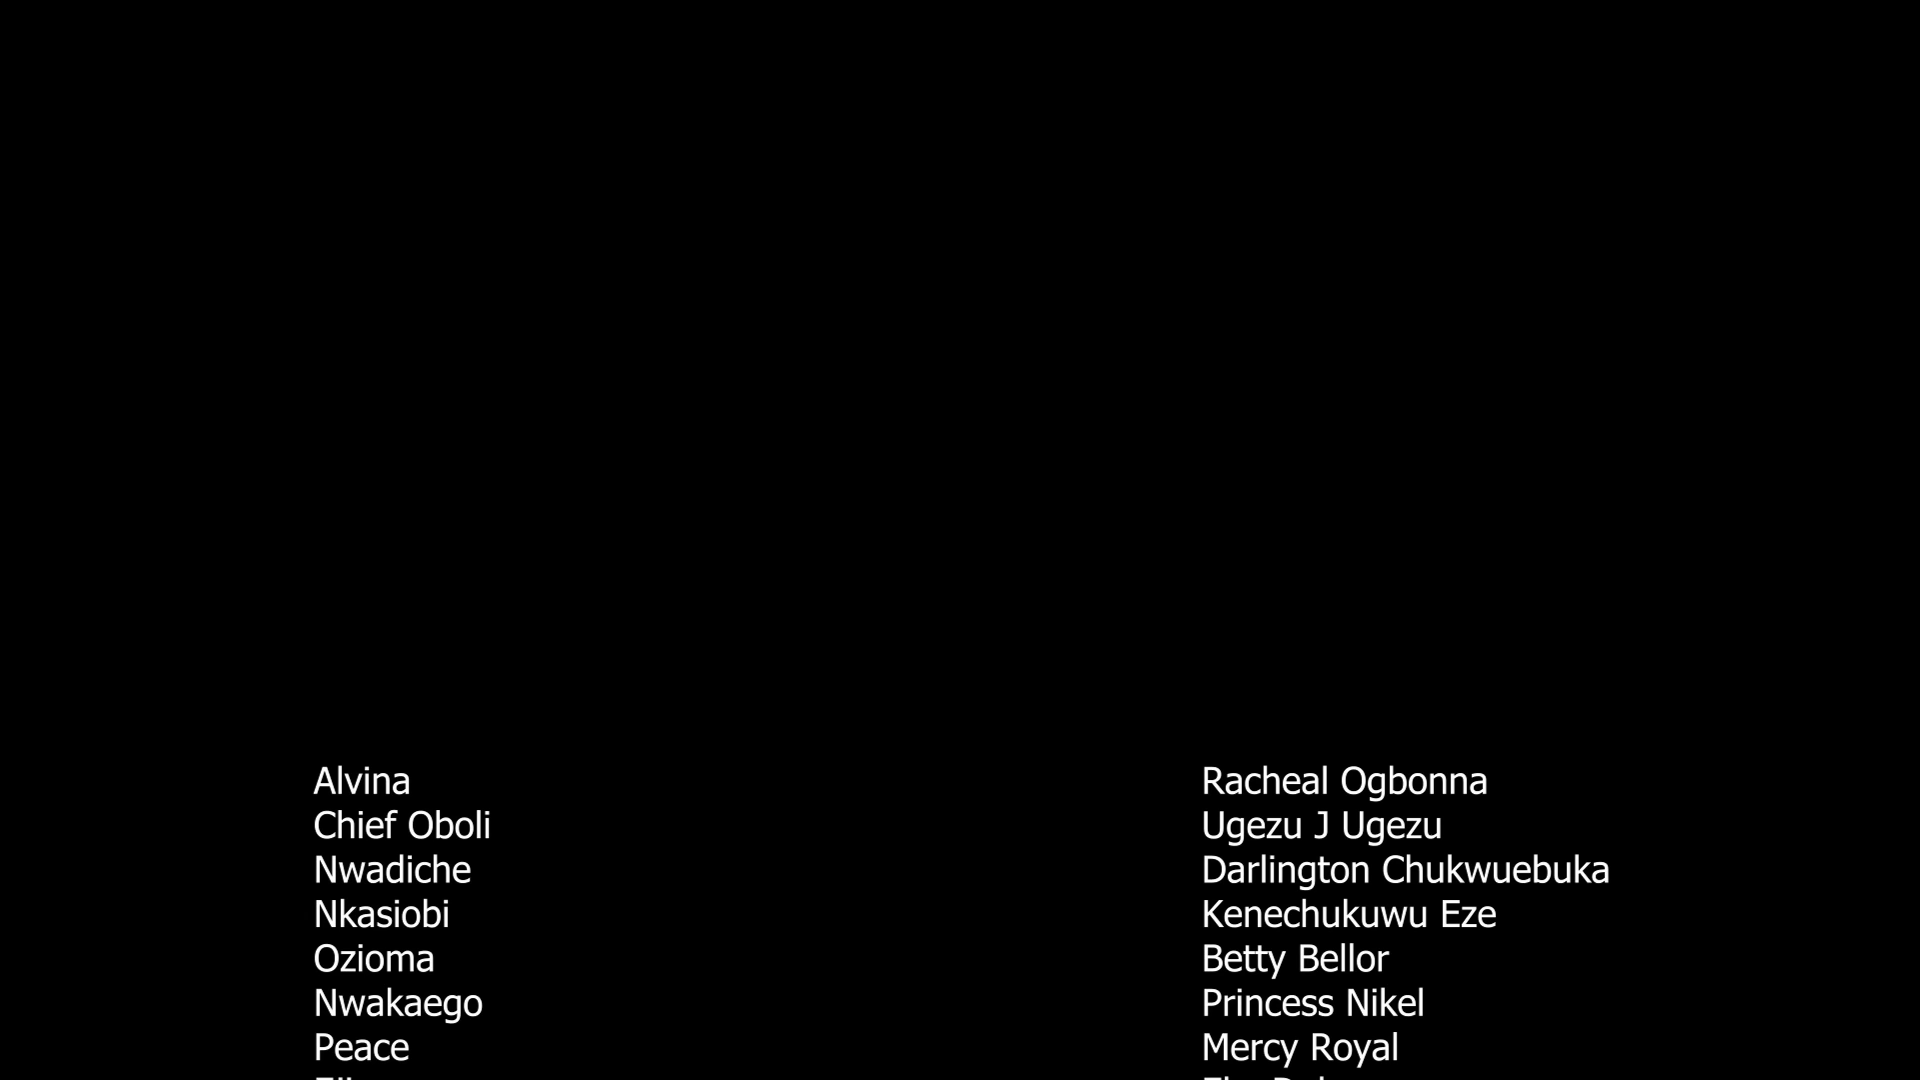 Alvina Racheal Ogbonna
Chief Oboli Ugezu J Ugezu
Nwadiche Darlington Chukwuebuka
Nkasiobi Kenechukuwu Eze
Ozioma Betty Bellor
Nwakaego Princess Nikel
Peace Mercy Royal